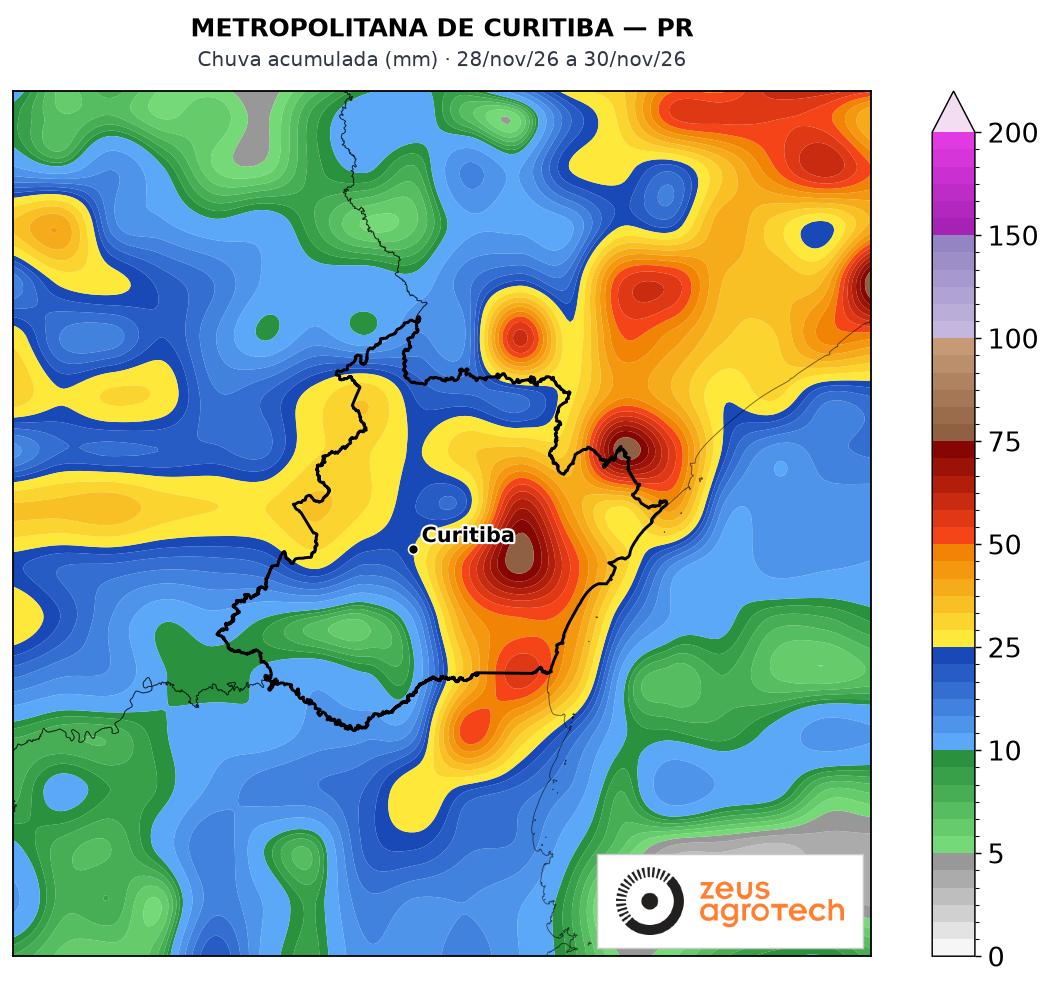 METROPOLITANA DE CURITIBA — PR
Chuva acumulada (mm) · 28/nov/26 a 30/nov/26
200
150
100
75
50
25
10
5
0
Curitiba
zeus
agrotech